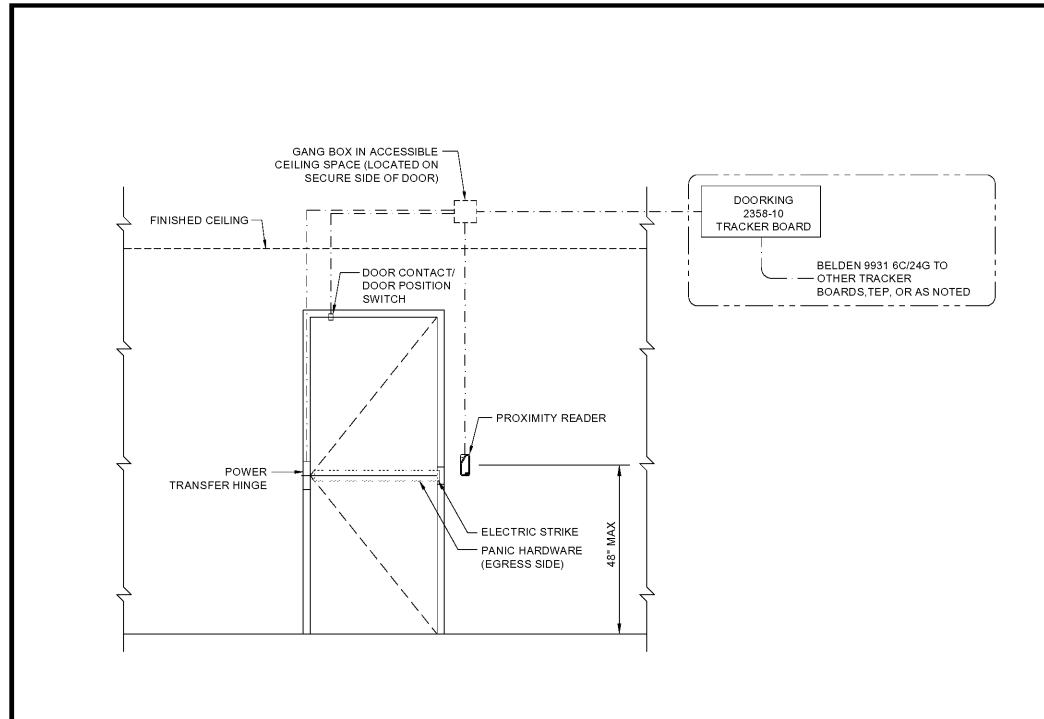 GANG BOX IN ACCESSIBLE
CEILING SPACE (LOCATED ON
SECURE SIDE OF DOOR)
FINISHED CEILING
DOORKING
2358-10
TRACKER BOARD
BELDEN 9931 6C/24G TO
OTHER TRACKER
BOARDS,TEP, OR AS NOTED
DOOR CONTACT/
DOOR POSITION
SWITCH
PROXIMITY READER
POWER
TRANSFER HINGE
ELECTRIC STRIKE
PANIC HARDWARE
(EGRESS SIDE)
48" MAX